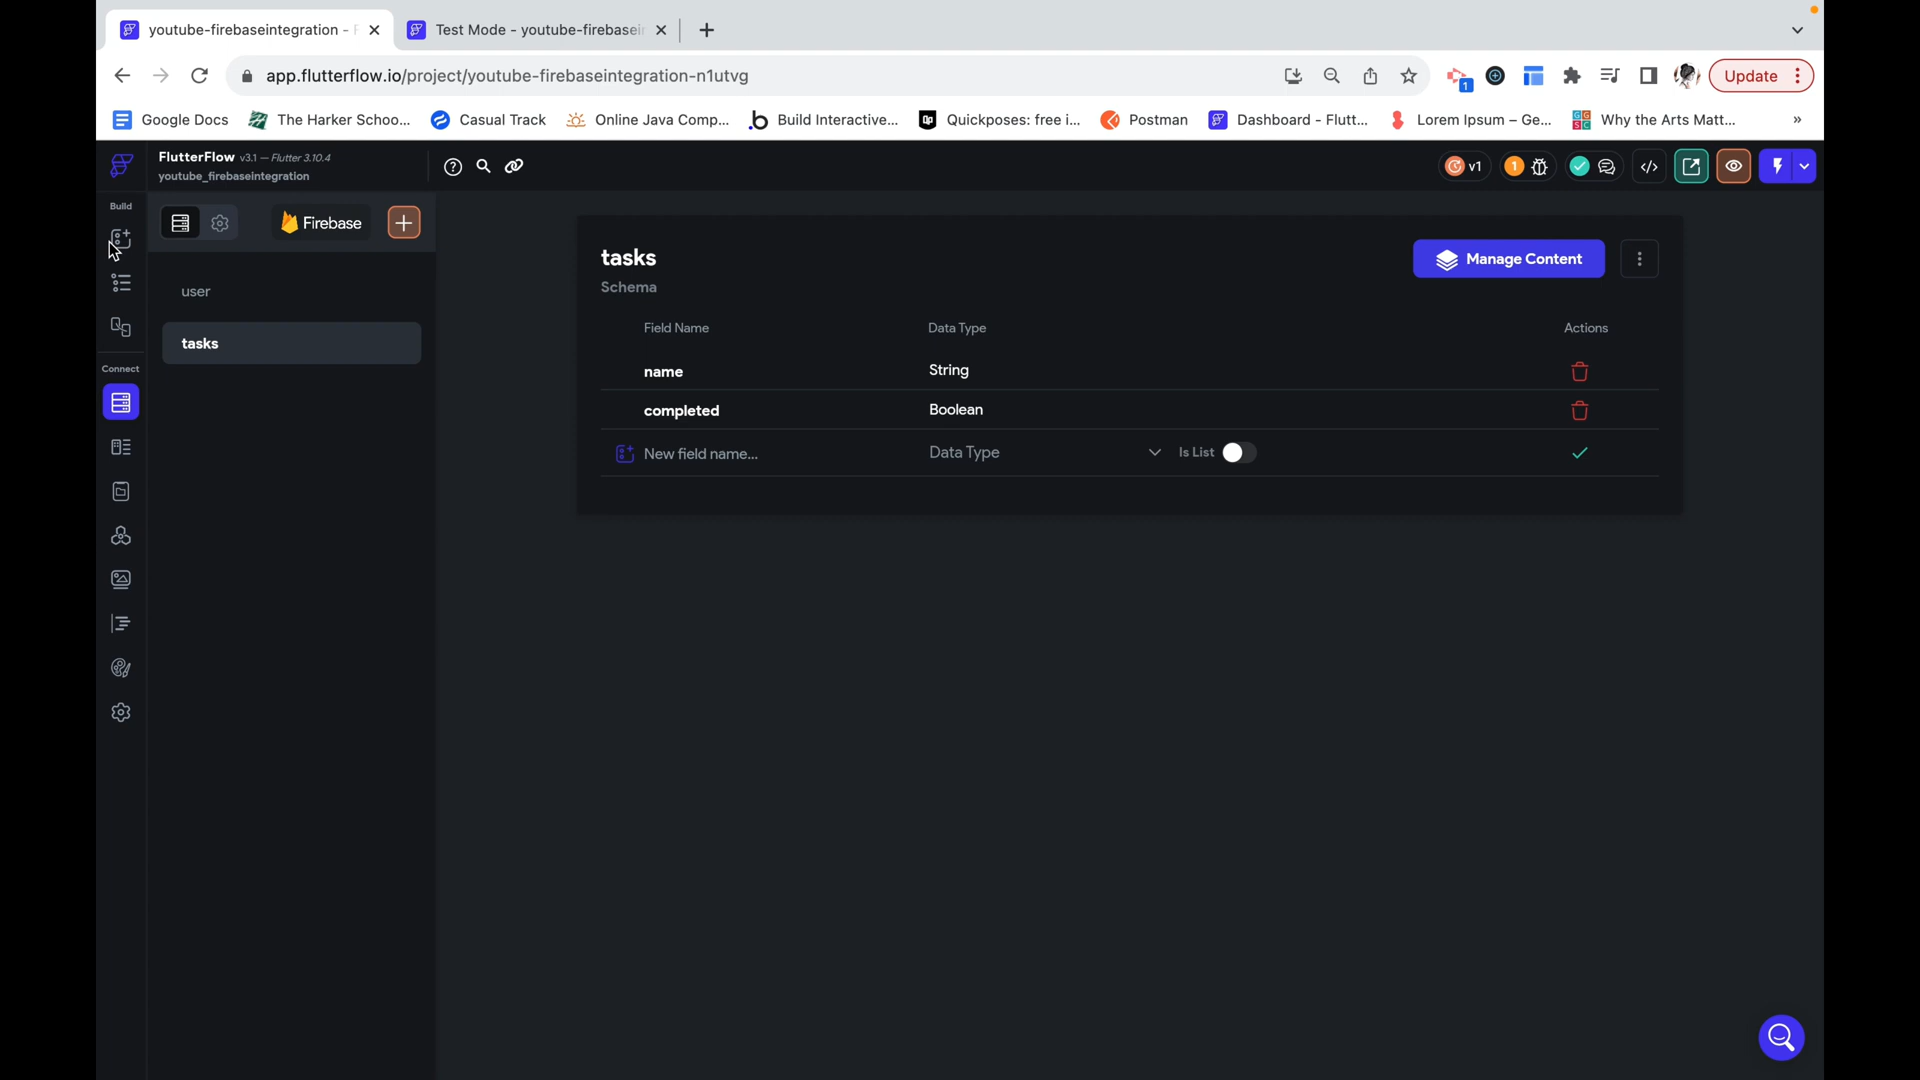 youtube-firebaseintegration - F
Test Mode - youtube-firebasein
app.flutterflow.io/project/youtube-firebaseintegration-n1utvg
1
Update
Google Docs
The Harker Schoo...
Casual Track
Online Java Comp...
Build Interactive...
Quickposes: free i...
Postman
Dashboard - Flutt...
Lorem Ipsum – Ge...
Why the Arts Matt...
»
FlutterFlow v3.1 — Flutter 3.10.4
youtube_firebaseintegration
v1
1
Build
Firebase
user
tasks
Connect
tasks
Schema
Manage Content
Field Name
Data Type
Actions
name
String
completed
Boolean
New field name...
Data Type
Is List